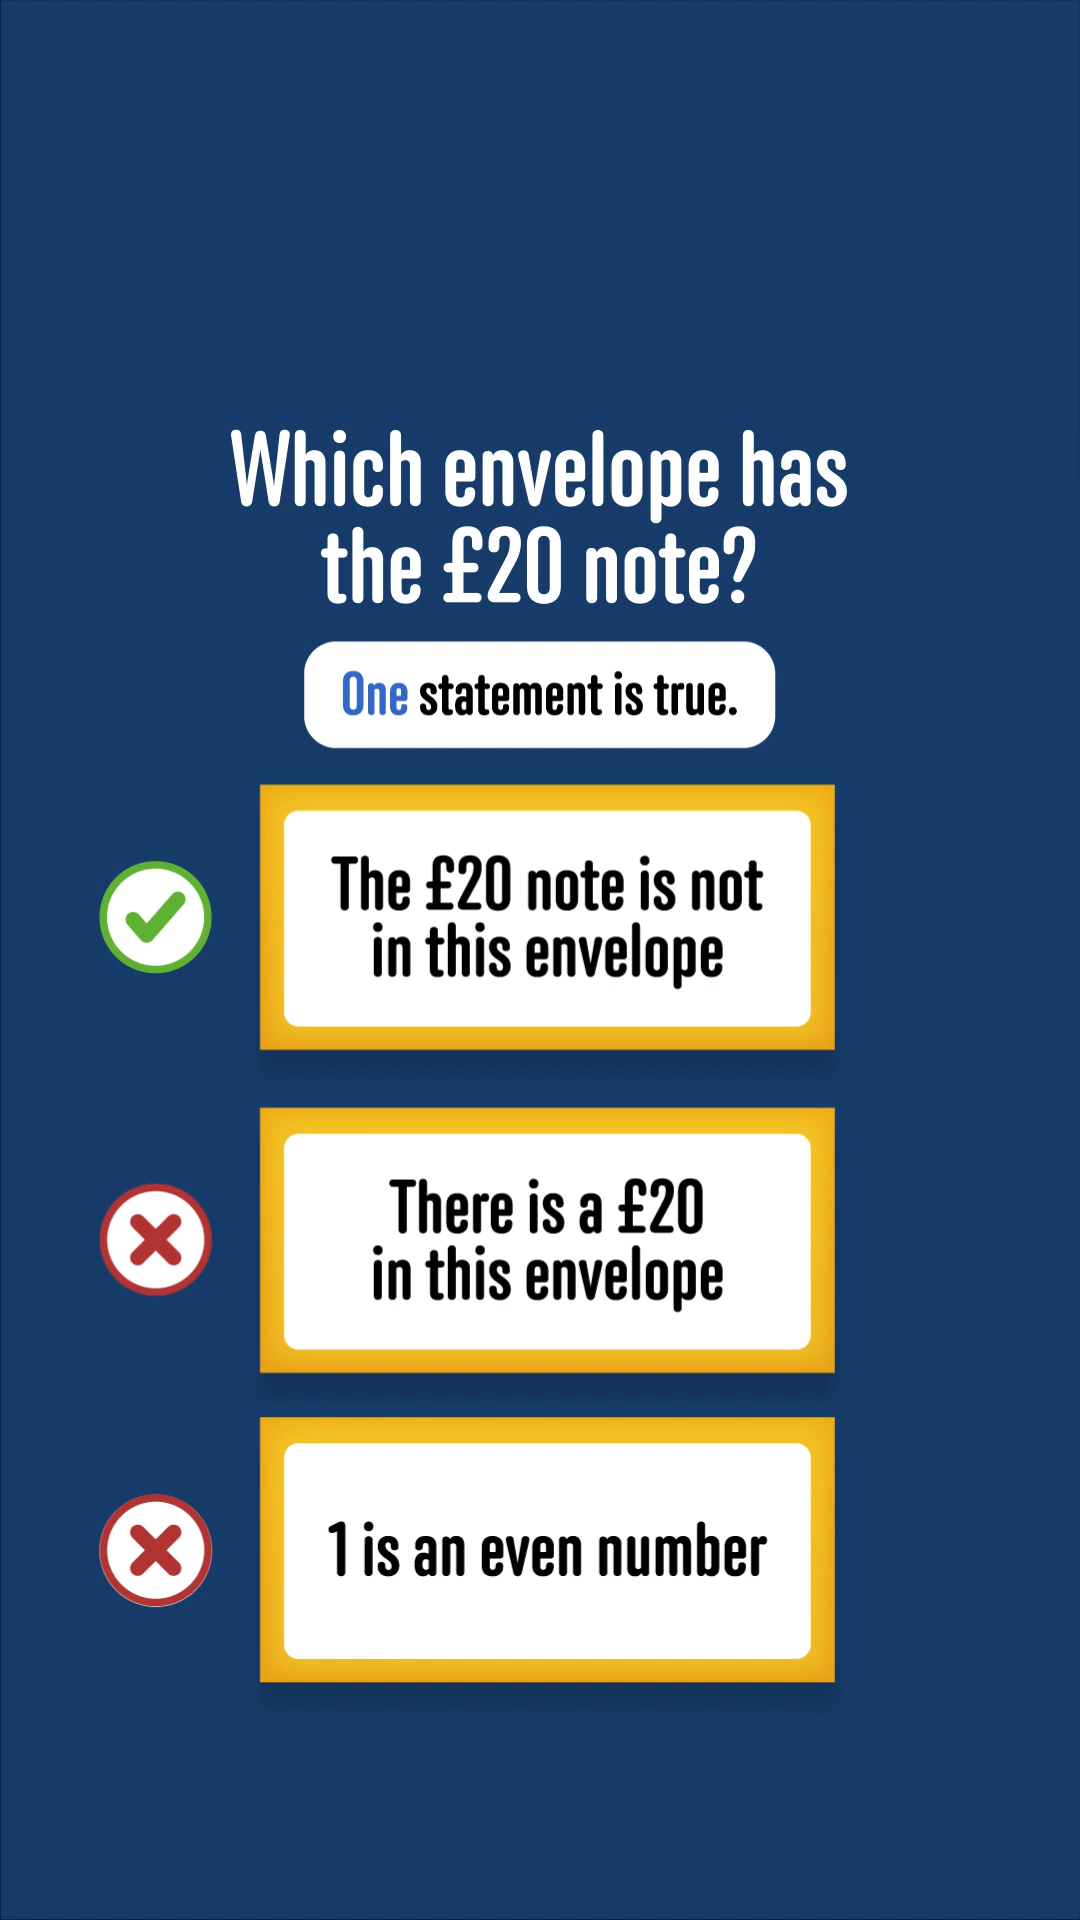 Which envelope has
the £20 note?
One statement is true.
The £20 note is not
in this envelope
There is a £20
in this envelope
1 is an even number